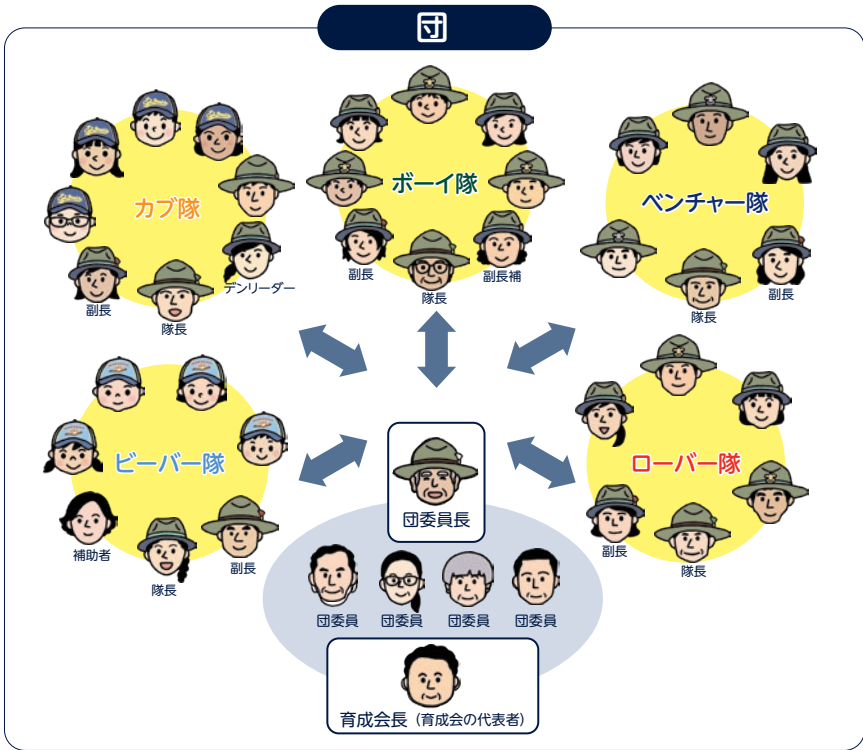 団
カブ隊
デンリーダー
副長
隊長
ボーイ隊
副長
副長補
隊長
ベンチャー隊
副長
隊長
ビーバー隊
補助者
副長
隊長
団委員長
ローバー隊
副長
隊長
団委員 団委員 団委員 団委員
育成会長（育成会の代表者）